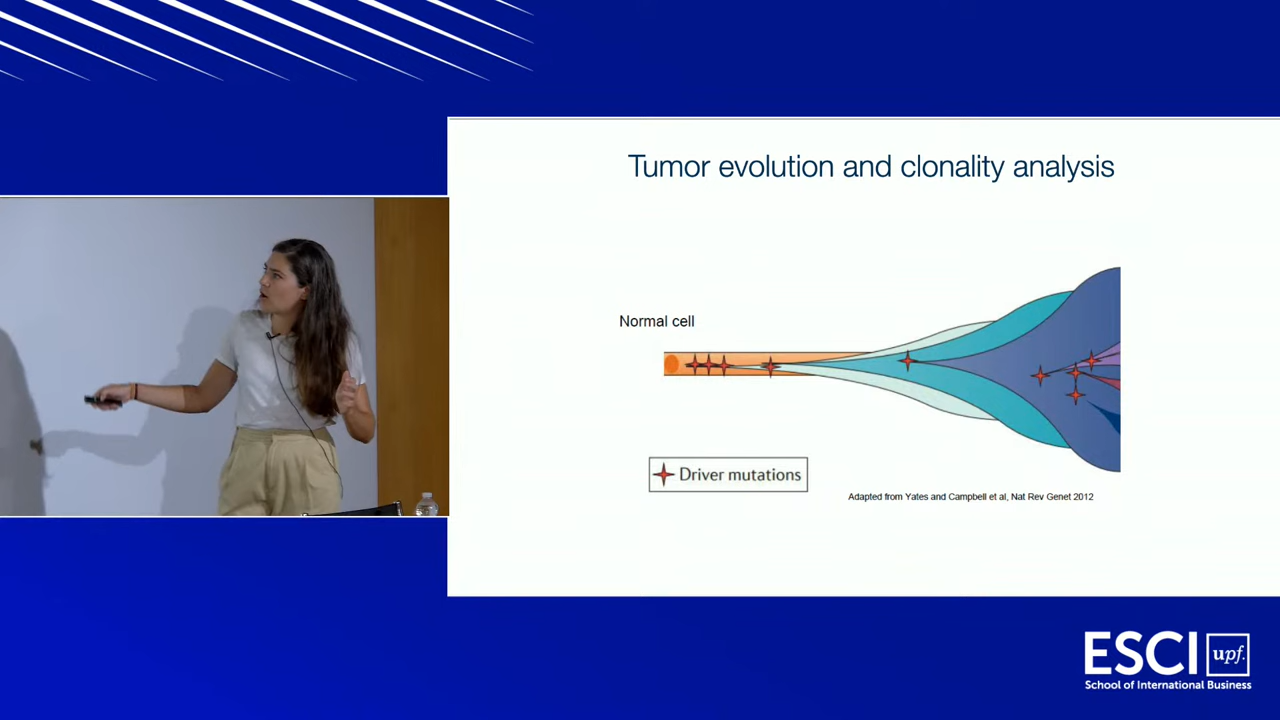 Tumor evolution and clonality analysis
Normal cell
Driver mutations
Adapted from Yates and Campbell et al, Nat Rev Genet 2012
ESCI upf.
School of International Business